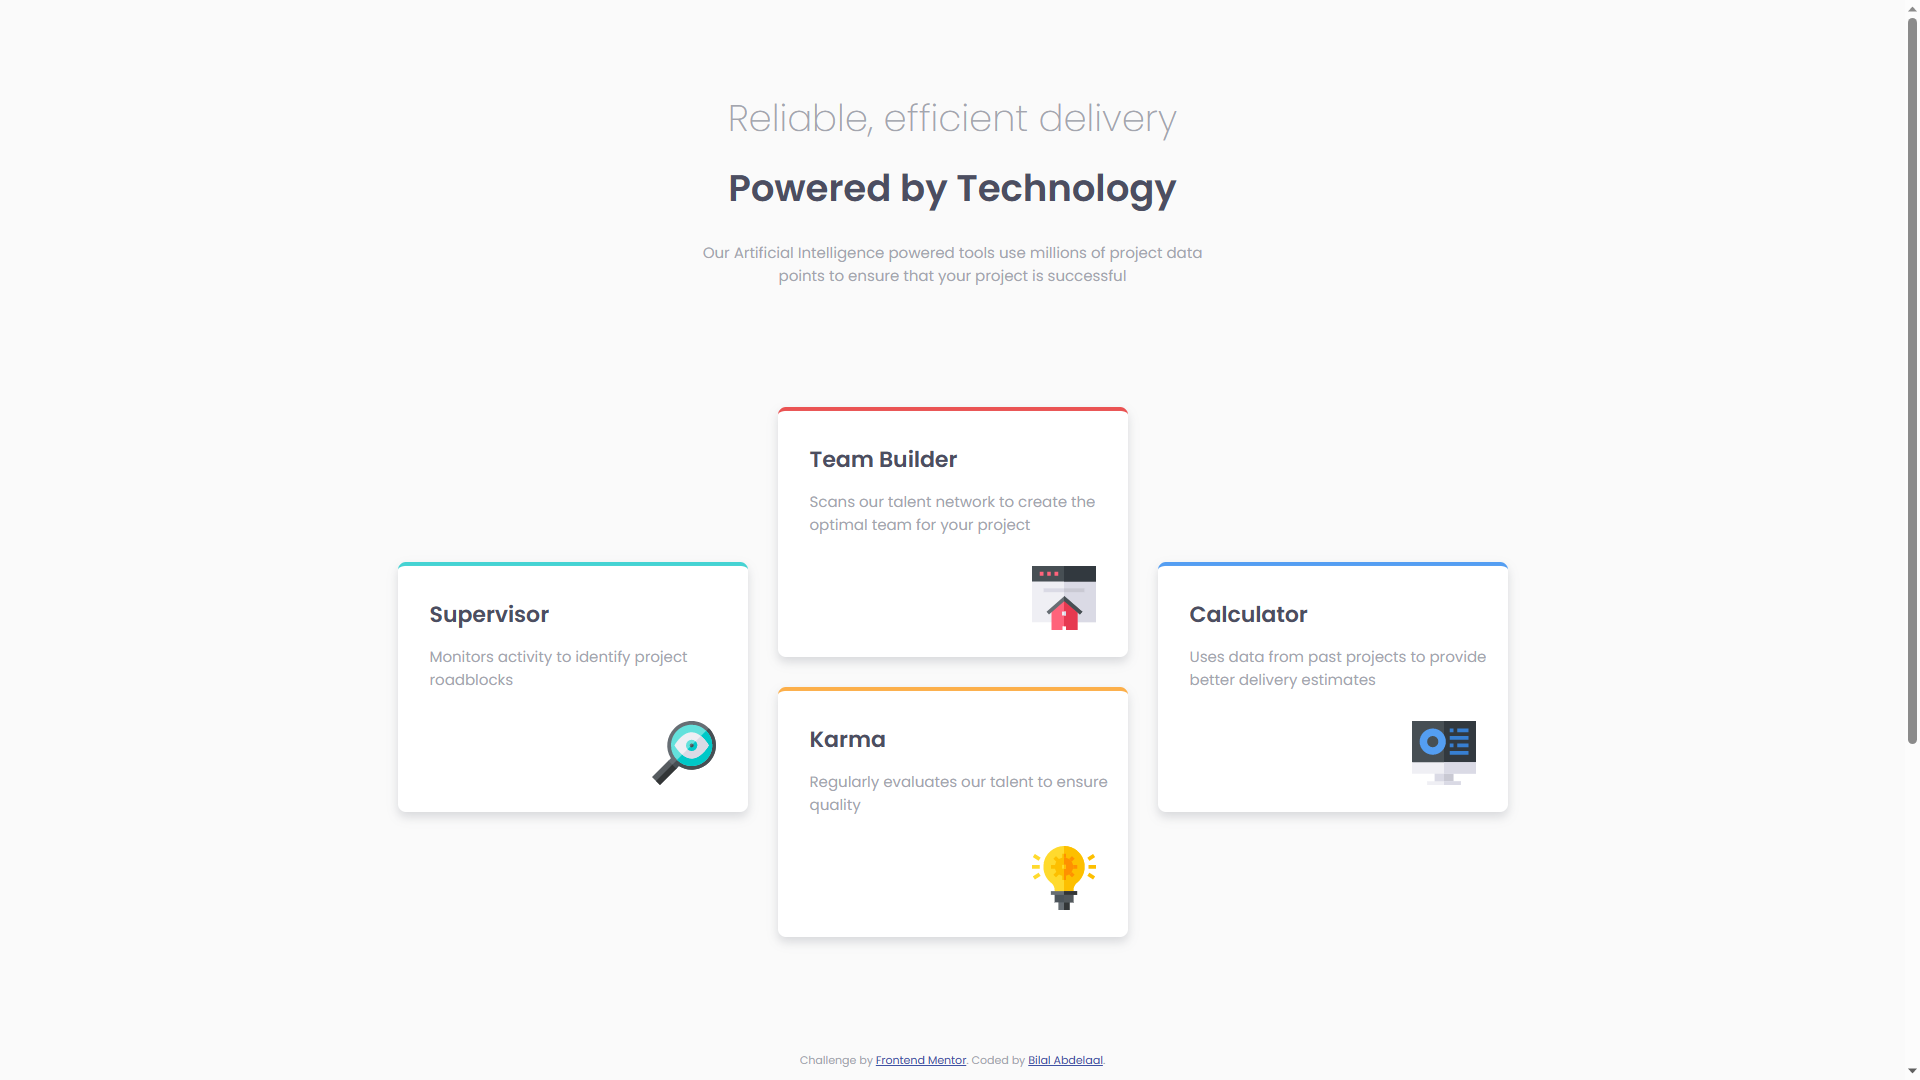 Reliable, efficient delivery
Powered by Technology
Our Artificial Intelligence powered tools use millions of project data
points to ensure that your project is successful
Supervisor
Monitors activity to identify project
roadblocks
Team Builder
Scans our talent network to create the
optimal team for your project
Karma
Regularly evaluates our talent to ensure
quality
Calculator
Uses data from past projects to provide
better delivery estimates
Challenge by Frontend Mentor. Coded by Bilal Abdelaal.